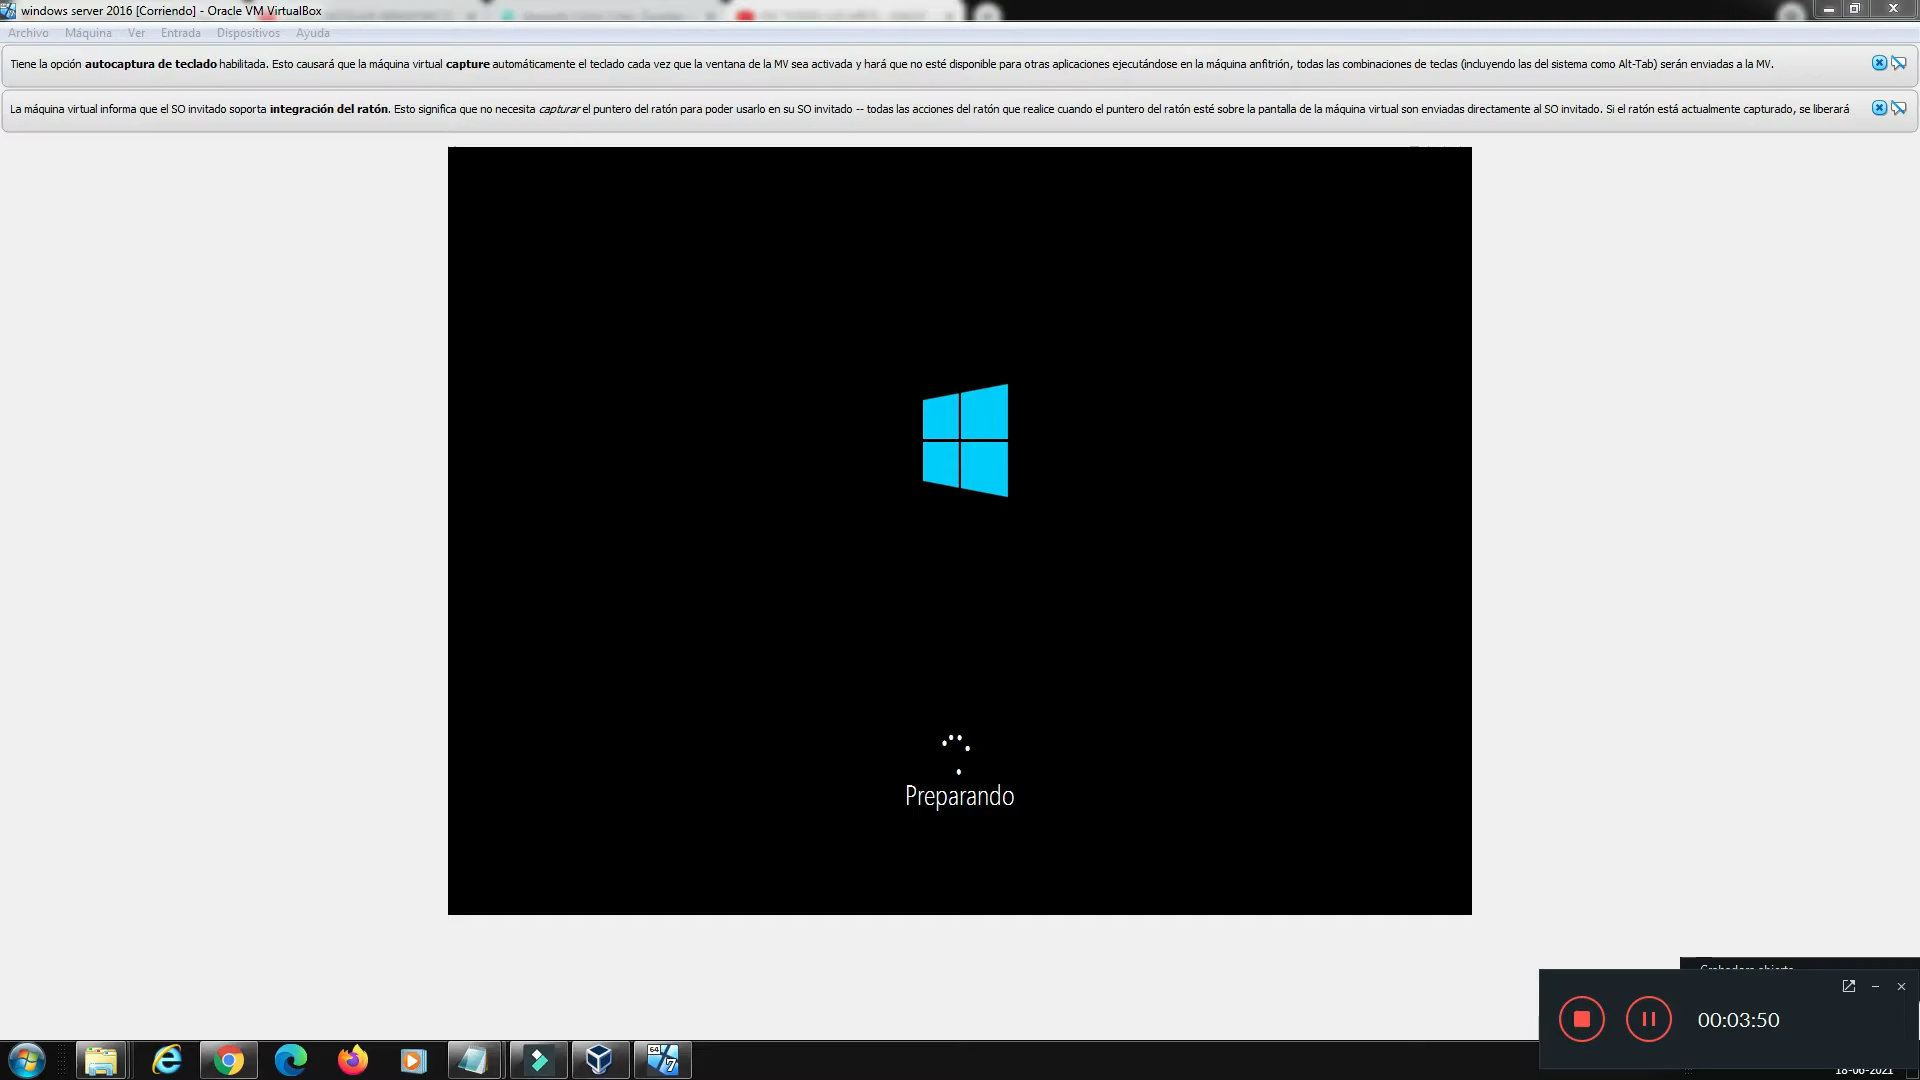 windows server 2016 [Corriendo] - Oracle VM VirtualBox
Archivo Máquina Ver Entrada Dispositivos Ayuda
Tiene la opción autocaptura de teclado habilitada. Esto causará que la máquina virtual capture automáticamente el teclado cada vez que la ventana de la MV sea activada y hará que no esté disponible para otras aplicaciones ejecutándose en la máquina anfitrión, todas las combinaciones de teclas (incluyendo las del sistema como Alt-Tab) serán enviadas a la MV.
La máquina virtual informa que el SO invitado soporta integración del ratón. Esto significa que no necesita capturar el puntero del ratón para poder usarlo en su SO invitado -- todas las acciones del ratón que realice cuando el puntero del ratón esté sobre la pantalla de la máquina virtual son enviadas directamente al SO invitado. Si el ratón está actualmente capturado, se liberará
Preparando
00:03:50
64
7
18-06-2021